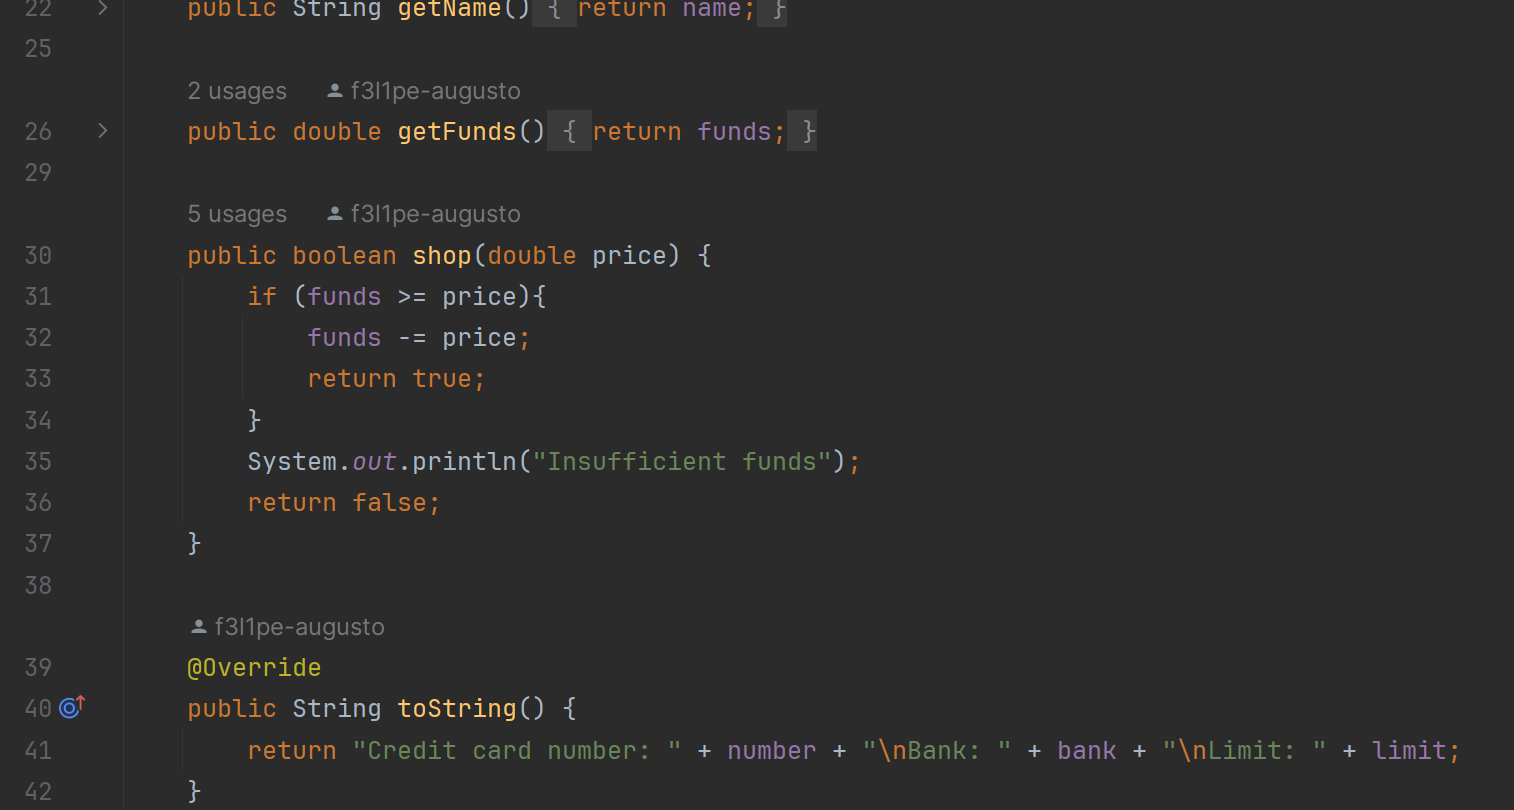 22 public String getName() { return name; }
25
2 usages f3l1pe-augusto
26 public double getFunds() { return funds; }
29
5 usages f3l1pe-augusto
30 public boolean shop(double price) {
31 if (funds >= price){
32 funds -= price;
33 return true;
34 }
35 System.out.println("Insufficient funds");
36 return false;
37 }
38
f3l1pe-augusto
39 @Override
40 public String toString() {
41 return "Credit card number: " + number + "\nBank: " + bank + "\nLimit: " + limit;
42 }